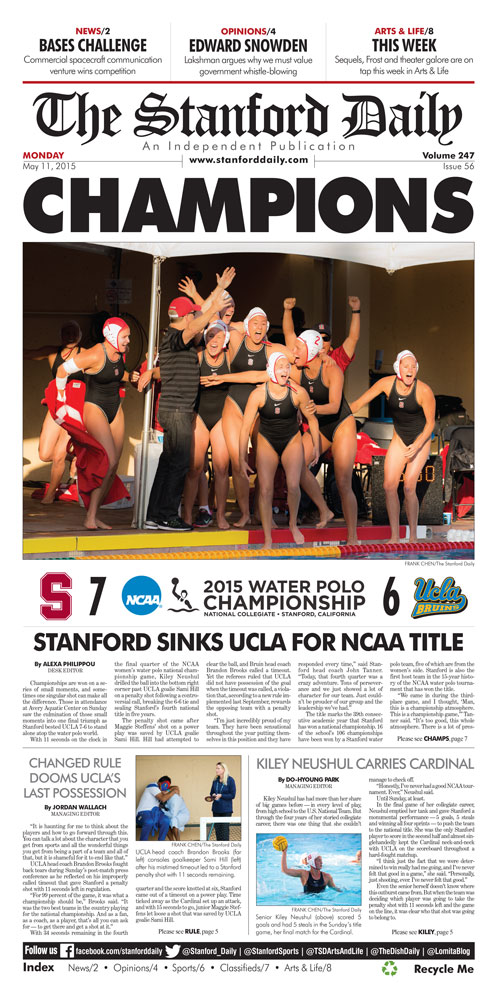 NEWS/2
BASES CHALLENGE
Commercial spacecraft communication
venture wins competition
OPINIONS/4
EDWARD SNOWDEN
Lakshman argues why we must value
government whistle-blowing
ARTS & LIFE/8
THIS WEEK
Sequels, Frost and theater galore are on
tap this week in Arts & Life
The Stanford Daily
An Independent Publication
MONDAY
May 11, 2015
www.stanforddaily.com
Volume 247
Issue 56
CHAMPIONS
FRANK CHEN/The Stanford Daily
S 7
NCAA
2015 WATER POLO
CHAMPIONSHIP
NATIONAL COLLEGIATE • STANFORD, CALIFORNIA
6 Ucla
BRUINS
STANFORD SINKS UCLA FOR NCAA TITLE
By ALEXA PHILIPPOU
DESK EDITOR
Championships are won on a se-
ries of small moments, and some-
times one singular shot can make all
the difference. Those in attendance
at Avery Aquatic Center on Sunday
saw the culmination of those small
moments into one final triumph as
Stanford bested UCLA 7-6 to stand
alone atop the water polo world.
With 11 seconds on the clock in
the final quarter of the NCAA
women's water polo national cham-
pionship game, Kiley Neushul
drilled the ball into the bottom right
corner past UCLA goalie Sami Hill
on a penalty shot following a contro-
versial call, breaking the 6-6 tie and
sealing Stanford's fourth national
title in five years.
The penalty shot came after
Maggie Steffens' shot on a power
play was saved by UCLA goalie
Sami Hill. Hill had attempted to
clear the ball, and Bruin head coach
Brandon Brooks called a timeout.
Yet the referees ruled that UCLA
did not have possession of the goal
when the timeout was called, a viola-
tion that, according to a new rule im-
plemented last September, rewards
the opposing team with a penalty
shot.
"I'm just incredibly proud of my
team. They have been sensational
throughout the year putting them-
selves in this position and they have
responded every time," said Stan-
ford head coach John Tanner.
"Today, that fourth quarter was a
crazy adventure. Tons of persever-
ance and we just showed a lot of
character for our team. Just could-
n't be prouder of our group and the
leadership we've had."
The title marks the 39th consec-
utive academic year that Stanford
has won a national championship. 16
of the school's 106 championships
have been won by a Stanford water
polo team, five of which are from the
women's side. Stanford is also the
first host team in the 15-year histo-
ry of the NCAA water polo tourna-
ment that has won the title.
"We came in during the third-
place game, and I thought, 'Man,
this is a championship atmosphere.
This is a championship game,'" Tan-
ner said. "It's too good, this whole
atmosphere. There is a lot of pres-
Please see CHAMPS, page 7
CHANGED RULE
DOOMS UCLA'S
LAST POSSESSION
By JORDAN WALLACH
MANAGING EDITOR
"It is haunting for me to think about the
players and how to go forward through this.
You can talk a lot about the character that you
get from sports and all the wonderful things
you get from being a part of a team and all of
that, but it is shameful for it to end like that."
UCLA head coach Brandon Brooks fought
back tears during Sunday's post-match press
conference as he reflected on his improperly
called timeout that gave Stanford a penalty
shot with 11 seconds left in regulation.
"For 99 percent of the game, it was what a
championship should be," Brooks said. "It
was the two best teams in the country playing
for the national championship. And as a fan,
as a coach, as a player, that's all you can ask
for — to get there and get a shot at it."
With 34 seconds remaining in the fourth
FRANK CHEN/The Stanford Daily
UCLA head coach Brandon Brooks (far
left) consoles goalkeeper Sami Hill (left)
after his mistimed timeout led to a Stanford
penalty shot with 11 seconds remaining.
quarter and the score knotted at six, Stanford
came out of a timeout on a power play. Time
ticked away as the Cardinal set up an attack,
and with 15 seconds to go, junior Maggie Stef-
fens let loose a shot that was saved by UCLA
goalie Sami Hill.
Please see RULE, page 5
KILEY NEUSHUL CARRIES CARDINAL
By DO-HYOUNG PARK
MANAGING EDITOR
Kiley Neushul has had more than her share
of big games before — in every level of play,
from high school to the U.S. National Team. But
through the four years of her storied collegiate
career, there was one thing that she couldn't
FRANK CHEN/The Stanford Daily
Senior Kiley Neushul (above) scored 5
goals and had 5 steals in the Sunday's title
game, her final match for the Cardinal.
manage to check off.
"Honestly, I've never had a good NCAA tour-
nament. Ever," Neushul said.
Until Sunday, at least.
In the final game of her collegiate career,
Neushul emptied her tank and gave Stanford a
monumental performance — 5 goals, 5 steals
and winning all four sprints — to push the team
to the national title. She was the only Stanford
player to score in the second half and almost sin-
glehandedly kept the Cardinal neck-and-neck
with UCLA on the scoreboard throughout a
hard-fought matchup.
"I think just the fact that we were deter-
mined to win really had me going, and I've never
felt that good in a game," she said. "Personally,
just shooting, ever. I've never felt that good."
Even the senior herself doesn't know where
this outburst came from. But when the team was
deciding which player was going to take the
penalty shot with 11 seconds left and the game
on the line, it was clear who that shot was going
to belong to.
Please see KILEY, page 5
Follow us facebook.com/stanforddaily @Stanford_Daily | @StanfordSports | @TSDArtsAndLife | @TheDishDaily | @LomitaBlog
Index News/2 • Opinions/4 • Sports/6 • Classifieds/7 • Arts & Life/8 Recycle Me